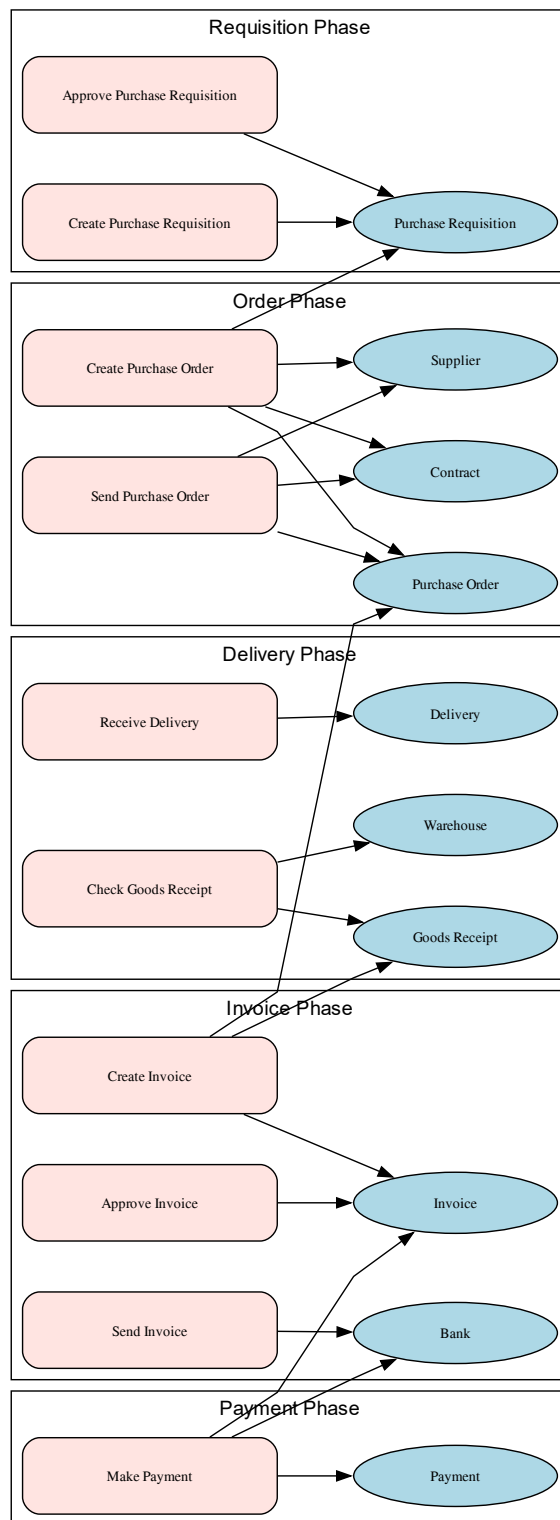 Requisition Phase
Approve Purchase Requisition
Create Purchase Requisition
Purchase Requisition
Order Phase
Create Purchase Order
Supplier
Send Purchase Order
Contract
Purchase Order
Delivery Phase
Receive Delivery
Delivery
Warehouse
Check Goods Receipt
Goods Receipt
Invoice Phase
Create Invoice
Approve Invoice
Invoice
Send Invoice
Bank
Payment Phase
Make Payment
Payment